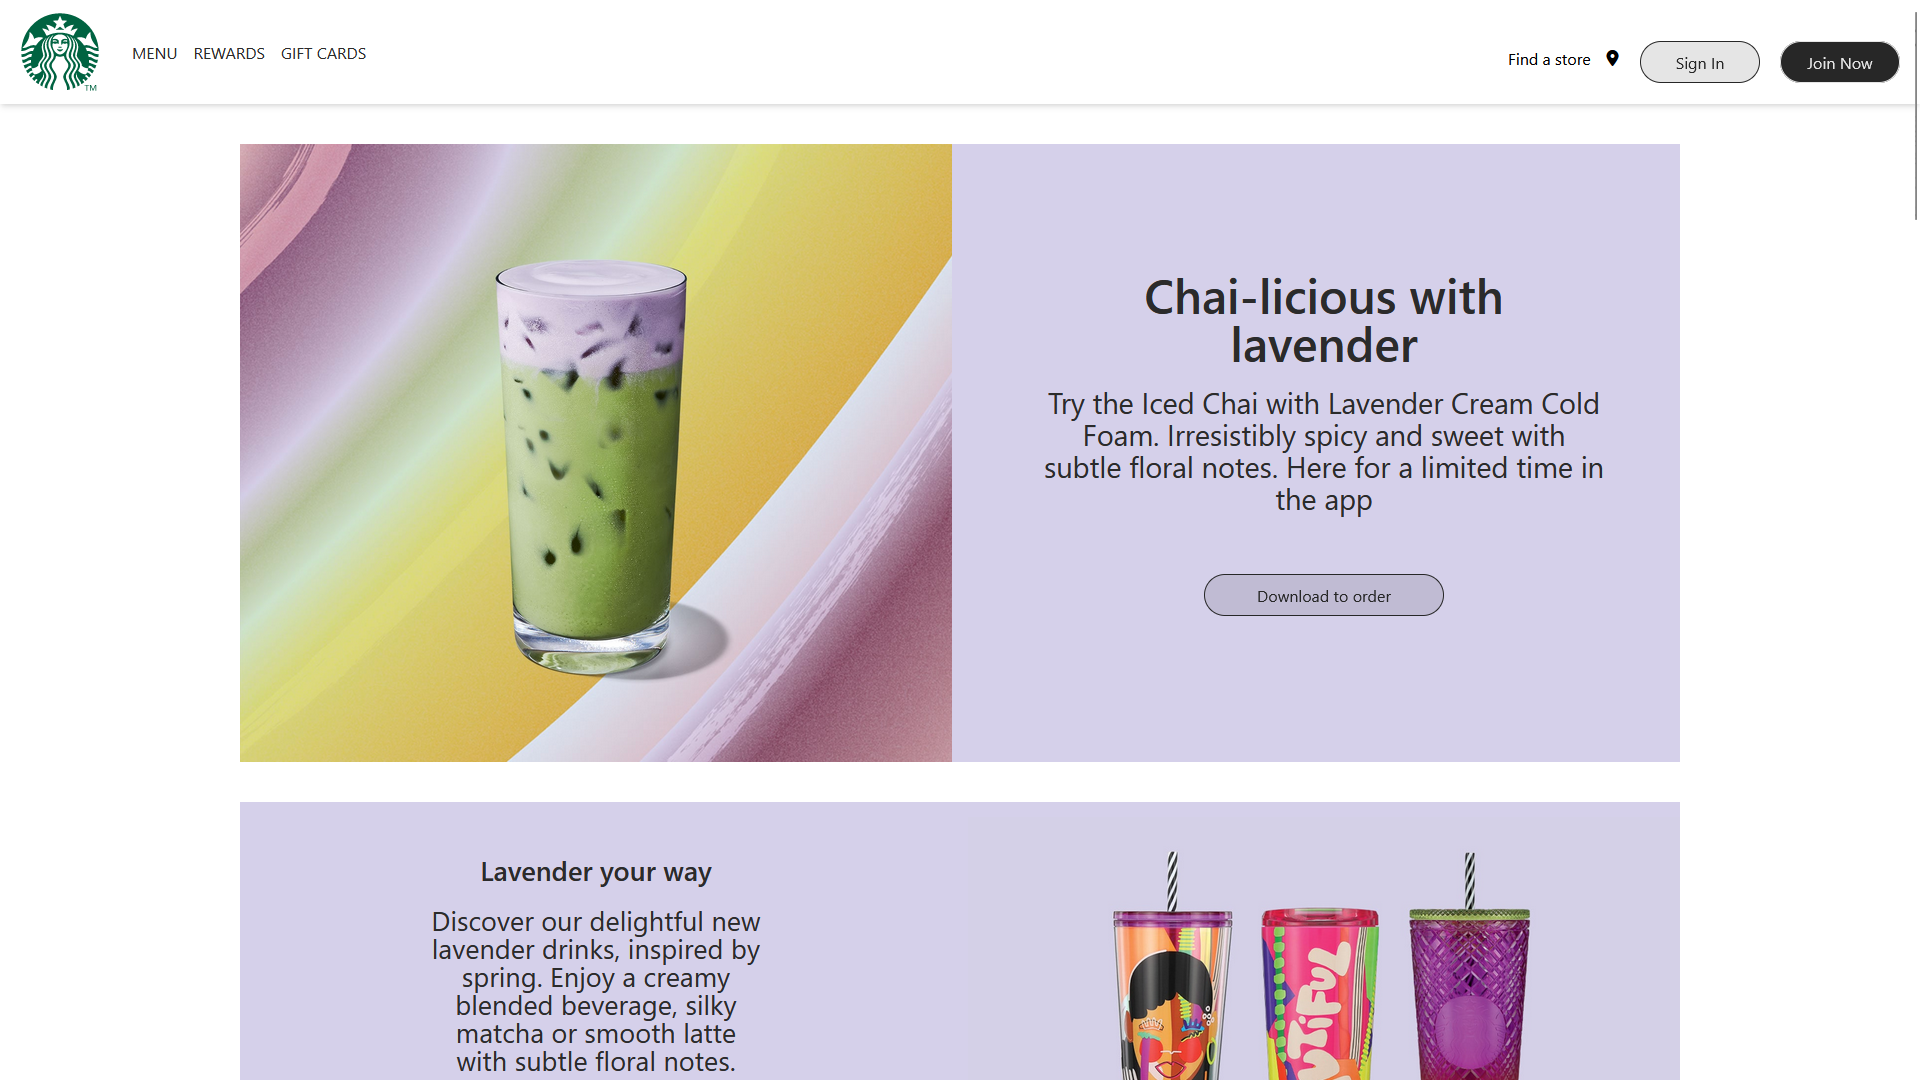 TM
MENU REWARDS GIFT CARDS
Find a store
Sign In
Join Now
Chai-licious with
lavender
Try the Iced Chai with Lavender Cream Cold
Foam. Irresistibly spicy and sweet with
subtle floral notes. Here for a limited time in
the app
Download to order
Lavender your way
Discover our delightful new
lavender drinks, inspired by
spring. Enjoy a creamy
blended beverage, silky
matcha or smooth latte
with subtle floral notes.